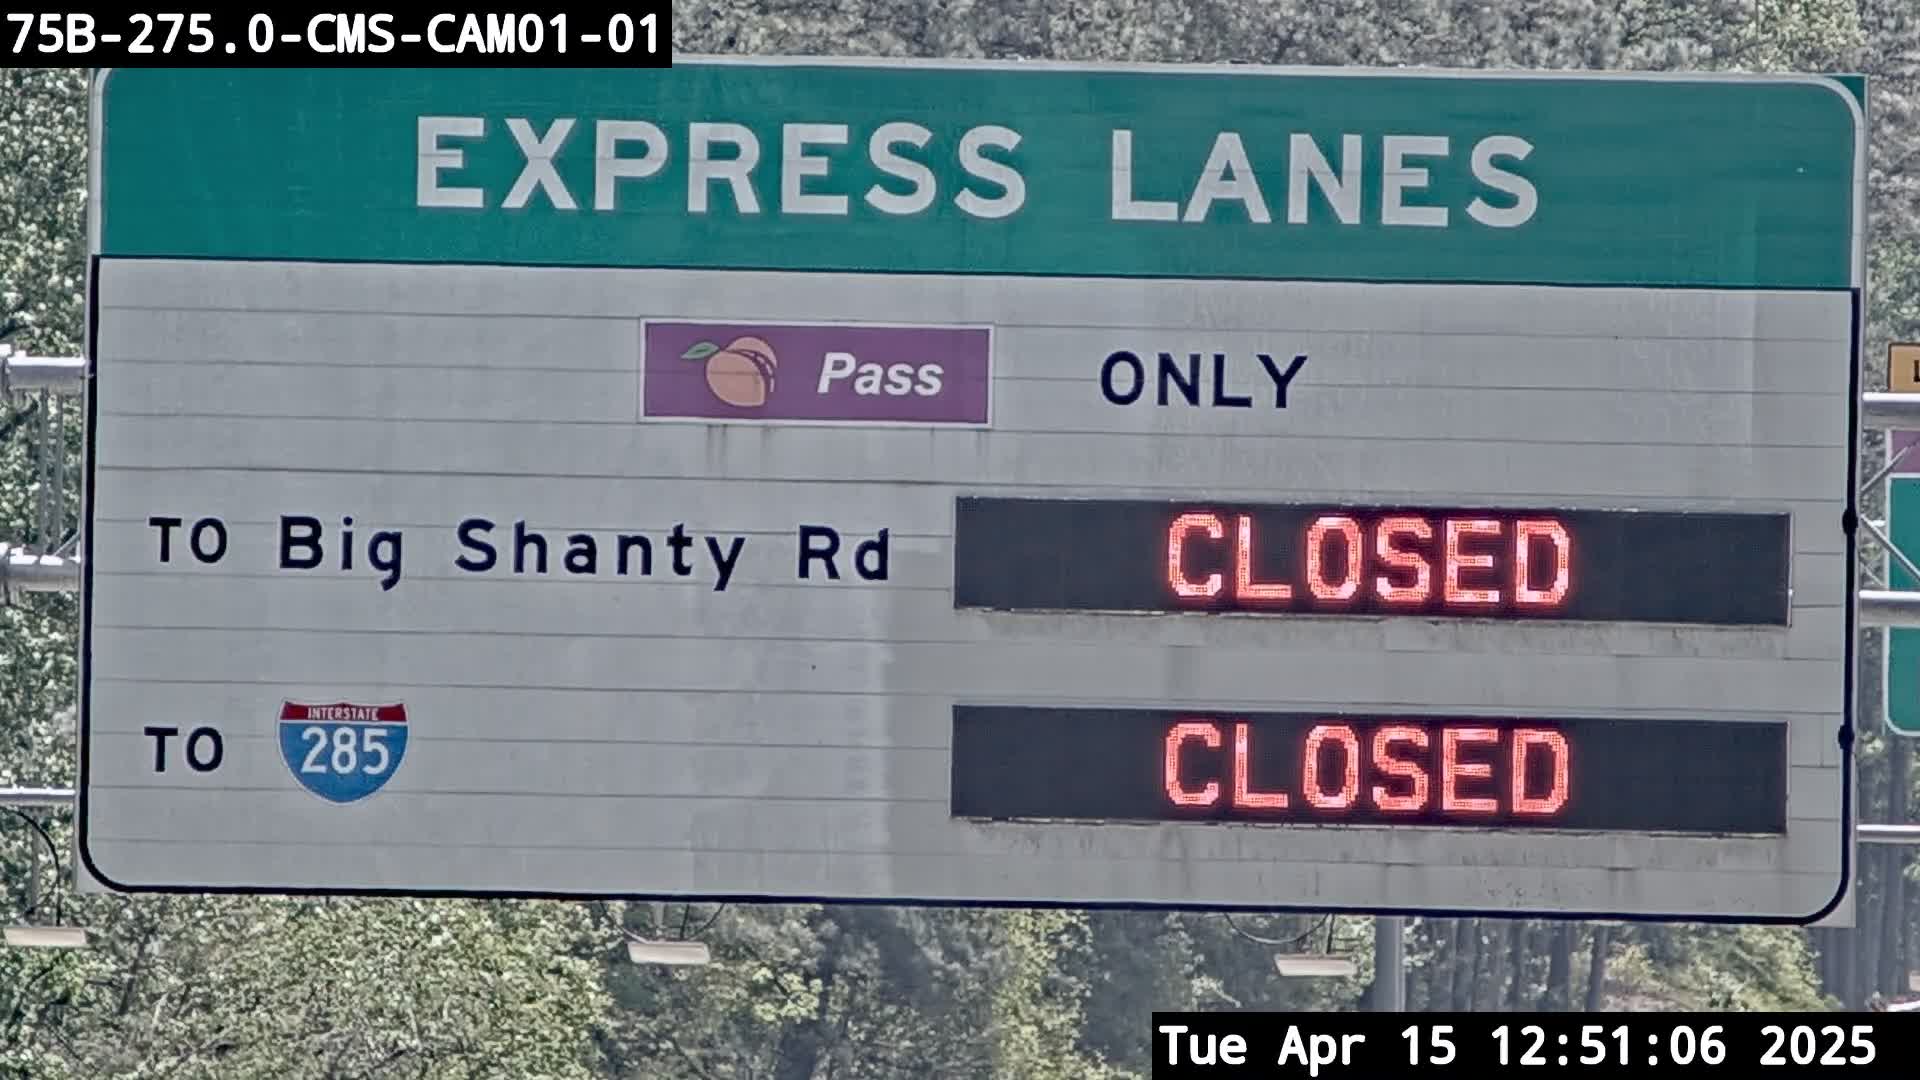 75B-275.0-CMS-CAM01-01
EXPRESS LANES
Pass ONLY
TO Big Shanty Rd CLOSED
TO INTERSTATE 285 CLOSED
Tue Apr 15 12:51:06 2025